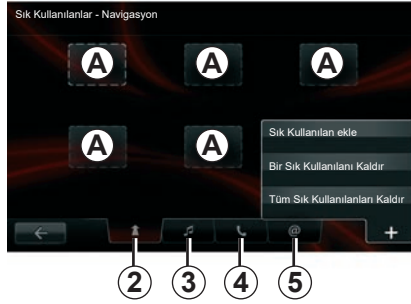 Sık Kullanılanlar - Navigasyon
A A A
A A
Sık Kullanılan ekle
Bir Sık Kullanılanı Kaldır
Tüm Sık Kullanılanları Kaldır
@ +
2 3 4 5